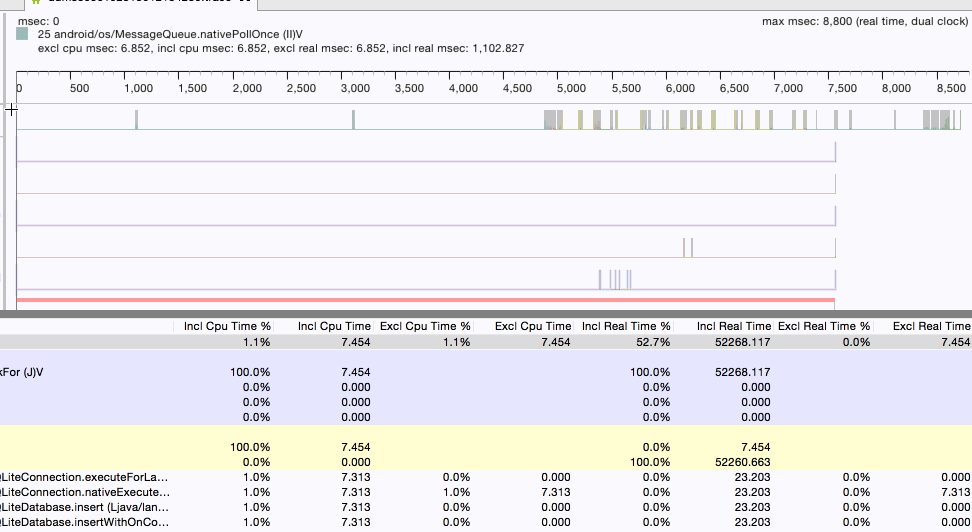 msec: 0 max msec: 8,800 (real time, dual clock)
25 android/os/MessageQueue.nativePollOnce (II)V
excl cpu msec: 6.852, incl cpu msec: 6.852, excl real msec: 6.852, incl real msec: 1,102.827
0 500 1,000 1,500 2,000 2,500 3,000 3,500 4,000 4,500 5,000 5,500 6,000 6,500 7,000 7,500 8,000 8,500
Incl Cpu Time % Incl Cpu Time Excl Cpu Time % Excl Cpu Time Incl Real Time % Incl Real Time Excl Real Time % Excl Real Time
1.1% 7.454 1.1% 7.454 52.7% 52268.117 0.0% 7.454
kFor (J)V 100.0% 7.454 100.0% 52268.117
0.0% 0.000 0.0% 0.000
0.0% 0.000 0.0% 0.000
0.0% 0.000 0.0% 0.000
100.0% 7.454 0.0% 7.454
0.0% 0.000 100.0% 52260.663
QLiteConnection.executeForLa... 1.0% 7.313 0.0% 0.000 0.0% 23.203 0.0% 0.000
QLiteConnection.nativeExecute... 1.0% 7.313 1.0% 7.313 0.0% 23.203 0.0% 7.313
QLiteDatabase.insert (Ljava/lan... 1.0% 7.313 0.0% 0.000 0.0% 23.203 0.0% 0.000
QLiteDatabase.insertWithOnCo... 1.0% 7.313 0.0% 0.000 0.0% 23.203 0.0% 0.000